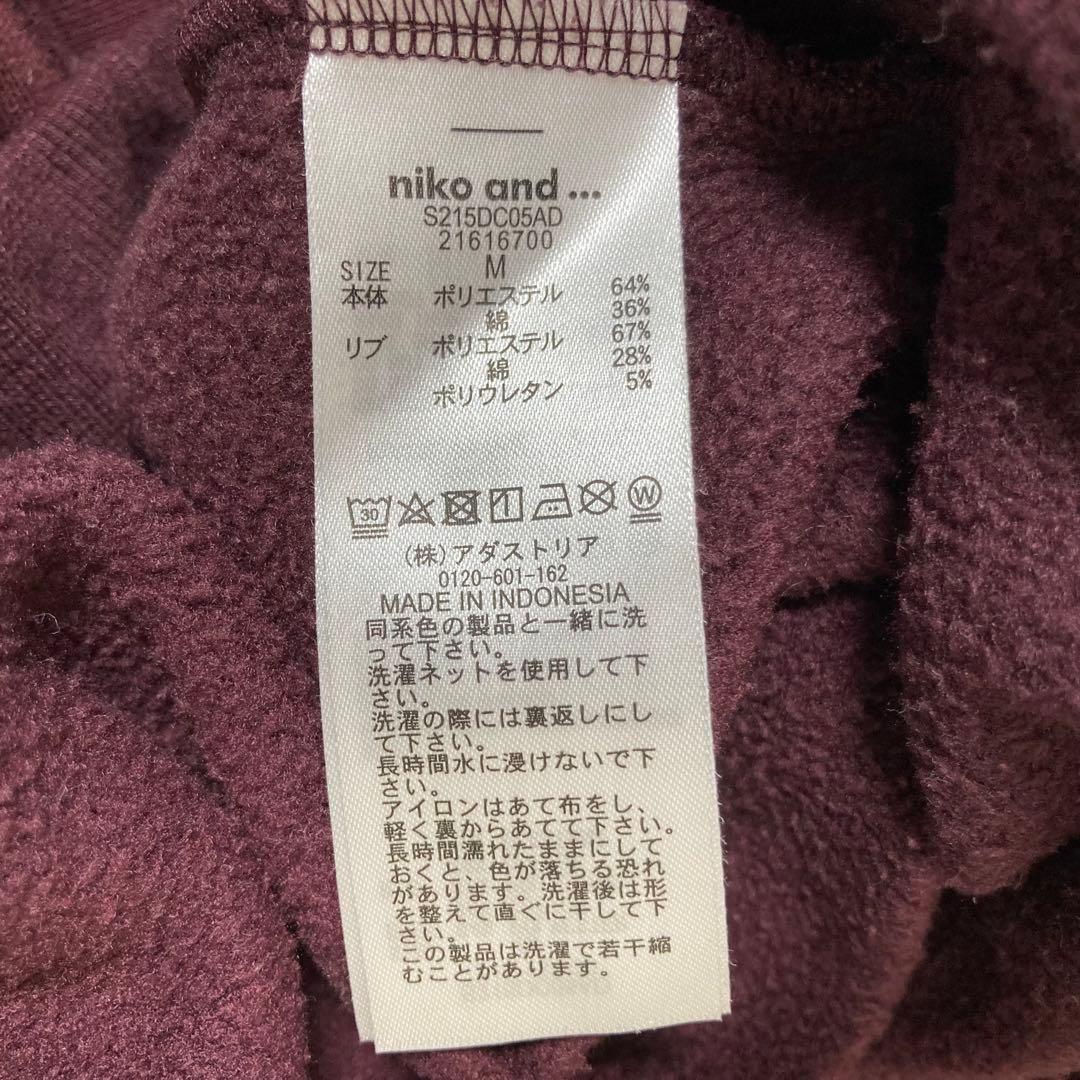 niko and ...
S215DC05AD
21616700
SIZE M
本体 ポリエステル 64%
綿 36%
リブ ポリエステル 67%
綿 28%
ポリウレタン 5%
30
W
(株)アダストリア
0120-601-162
MADE IN INDONESIA
同系色の製品と一緒に洗
って下さい。
洗濯ネットを使用して下
さい。
洗濯の際には裏返しにし
て下さい。
長時間水に浸けないで下
さい。
アイロンはあて布をし、
軽く裏からあてて下さい。
長時間濡れたままにして
おくと、色が落ちる恐れ
があります。洗濯後は形
を整えて直ぐに干して下
さい。
この製品は洗濯で若干縮
むことがあります。